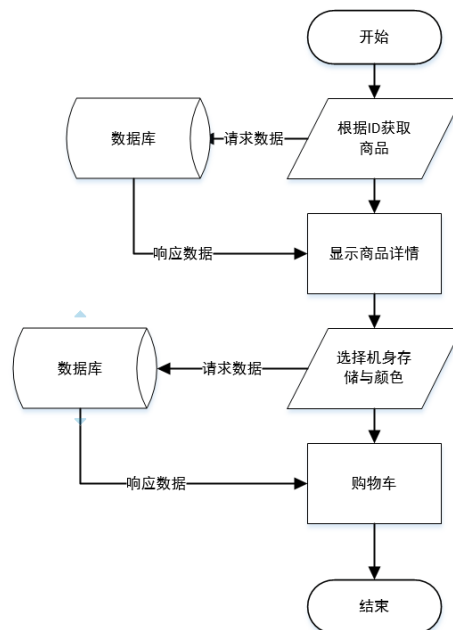 开始
根据ID获取
商品
请求数据
数据库
响应数据
显示商品详情
选择机身存
储与颜色
请求数据
数据库
响应数据
购物车
结束